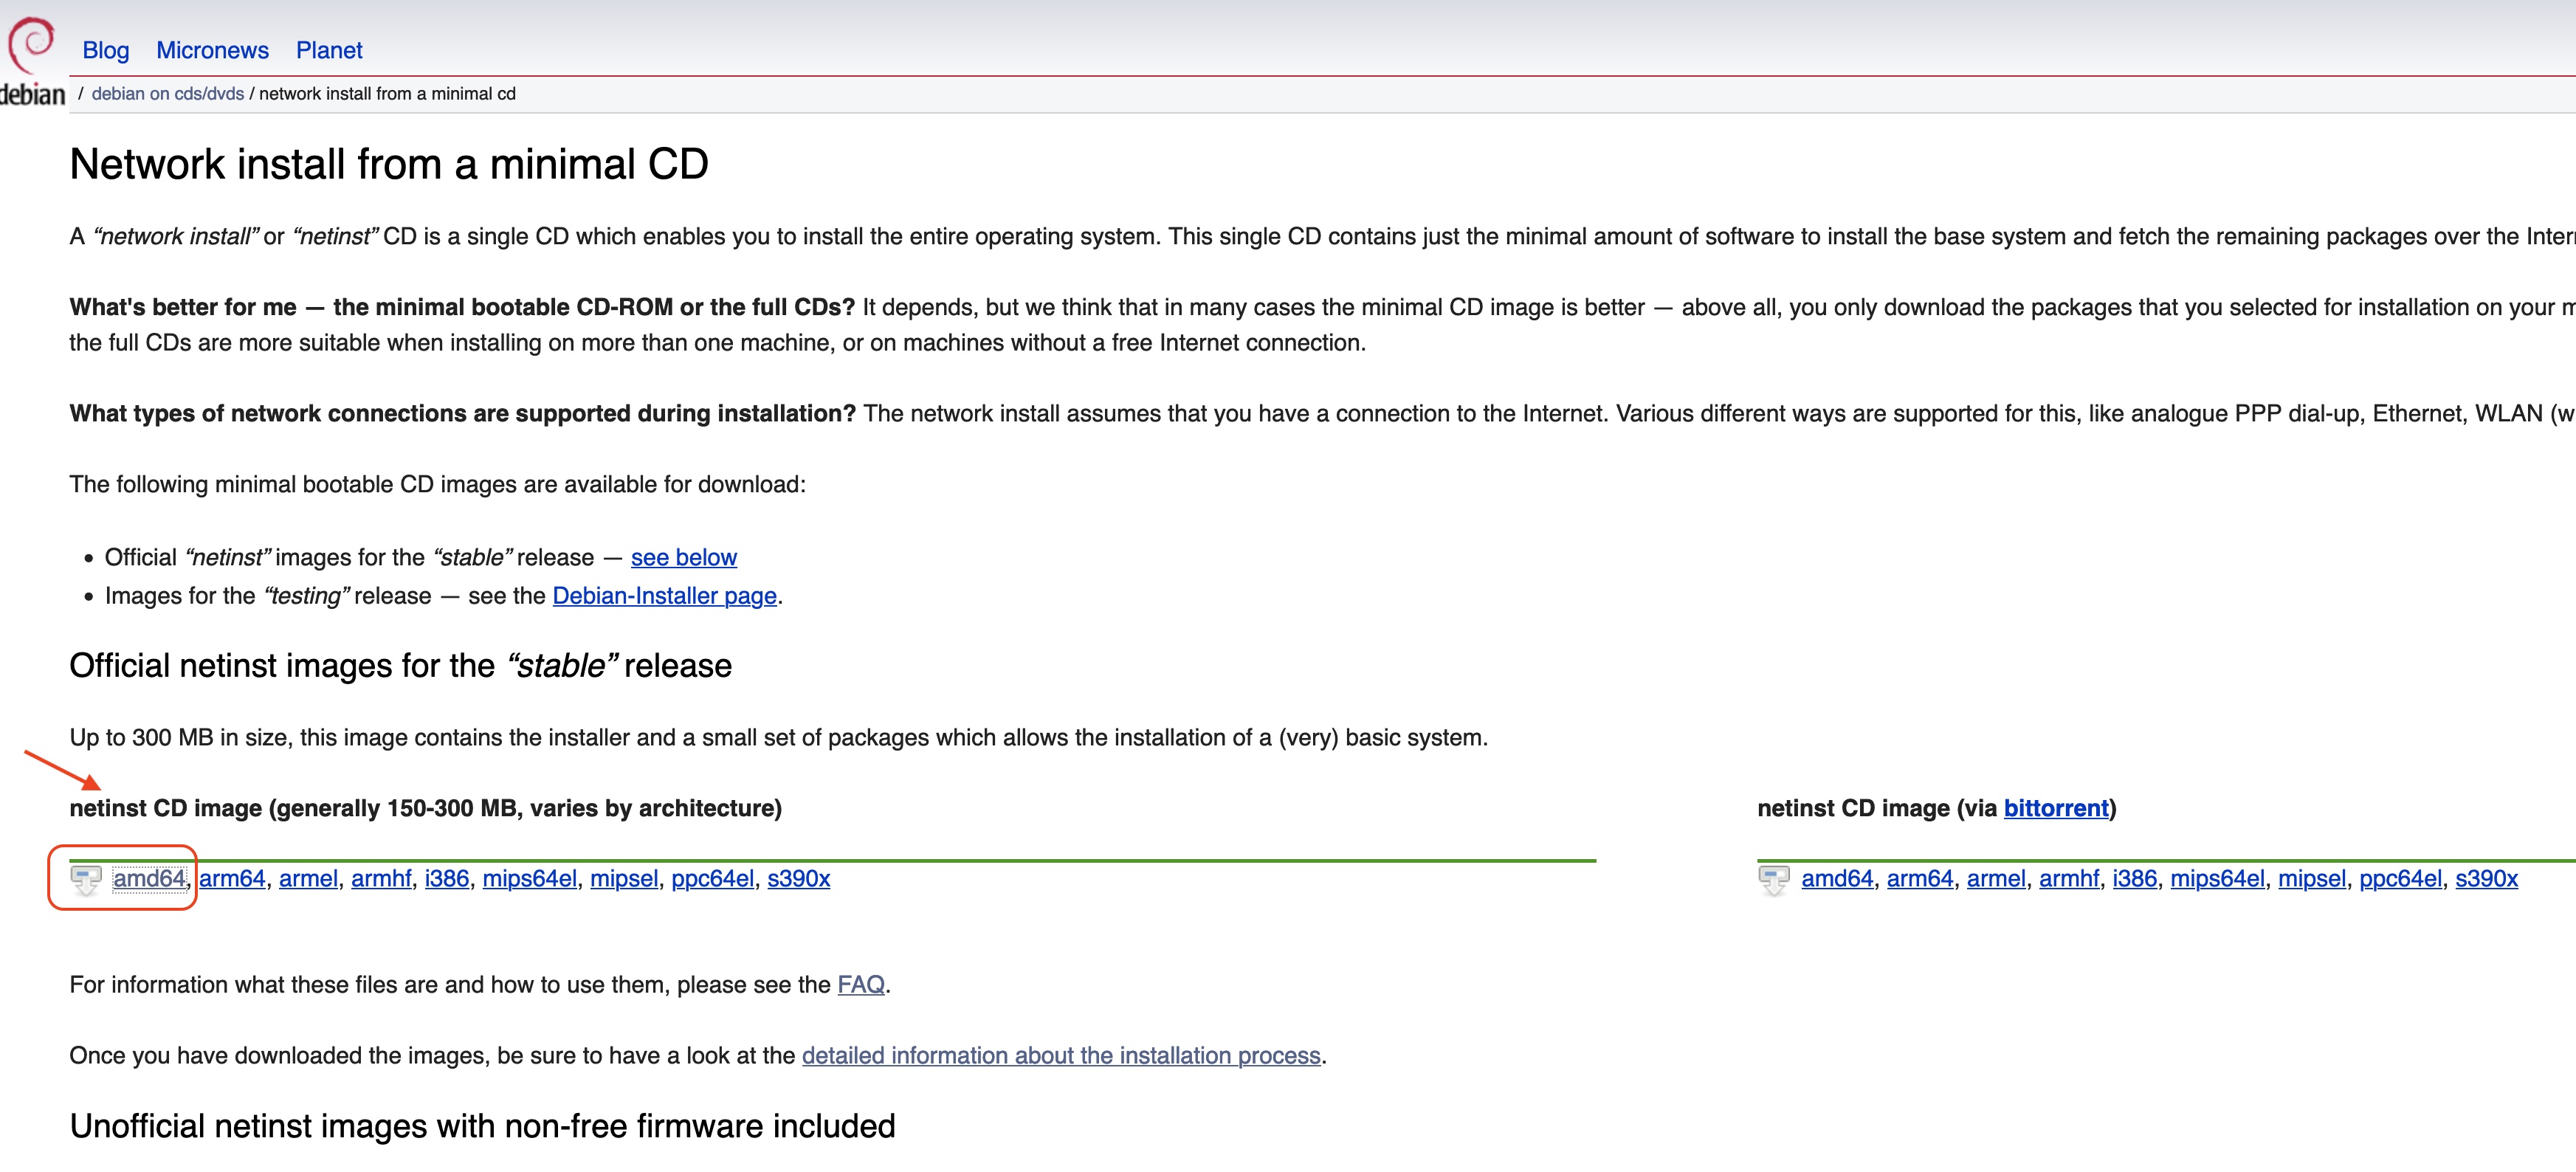 Blog Micronews Planet
debian / debian on cds/dvds / network install from a minimal cd
Network install from a minimal CD
A “network install” or “netinst” CD is a single CD which enables you to install the entire operating system. This single CD contains just the minimal amount of software to install the base system and fetch the remaining packages over the
What's better for me — the minimal bootable CD-ROM or the full CDs? It depends, but we think that in many cases the minimal CD image is better — above all, you only download the packages that you selected for installation on your
the full CDs are more suitable when installing on more than one machine, or on machines without a free Internet connection.
What types of network connections are supported during installation? The network install assumes that you have a connection to the Internet. Various different ways are supported for this, like analogue PPP dial-up, Ethernet, WLAN
The following minimal bootable CD images are available for download:
• Official “netinst” images for the “stable” release — see below
• Images for the “testing” release — see the Debian-Installer page.
Official netinst images for the “stable” release
Up to 300 MB in size, this image contains the installer and a small set of packages which allows the installation of a (very) basic system.
netinst CD image (generally 150-300 MB, varies by architecture)
amd64, arm64, armel, armhf, i386, mips64el, mipsel, ppc64el, s390x
netinst CD image (via bittorrent)
amd64, arm64, armel, armhf, i386, mips64el, mipsel, ppc64el, s390x
For information what these files are and how to use them, please see the FAQ.
Once you have downloaded the images, be sure to have a look at the detailed information about the installation process.
Unofficial netinst images with non-free firmware included